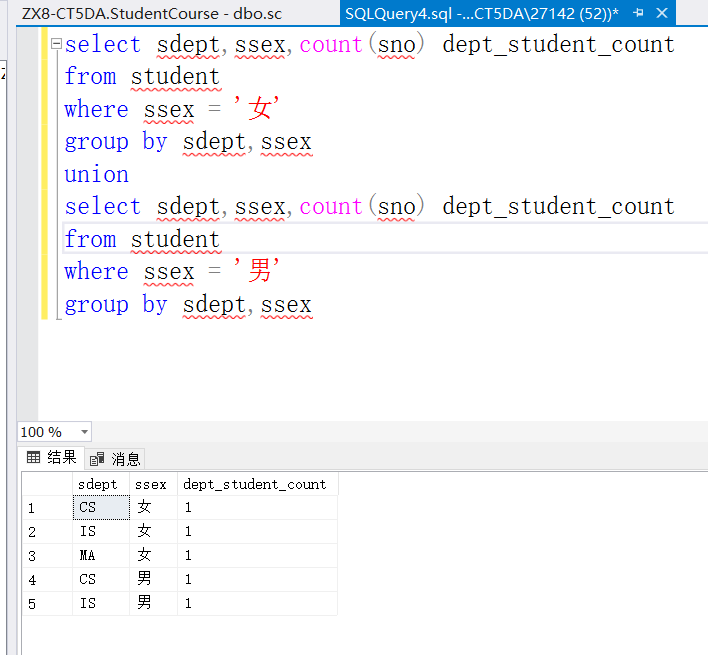 ZX8-CT5DA.StudentCourse - dbo.sc SQLQuery4.sql -...CT5DA\27142 (52))*
select sdept,ssex,count(sno) dept_student_count
from student
where ssex = '女'
group by sdept,ssex
union
select sdept,ssex,count(sno) dept_student_count
from student
where ssex = '男'
group by sdept,ssex
100 %
结果 消息
sdept ssex dept_student_count
1 CS 女 1
2 IS 女 1
3 MA 女 1
4 CS 男 1
5 IS 男 1